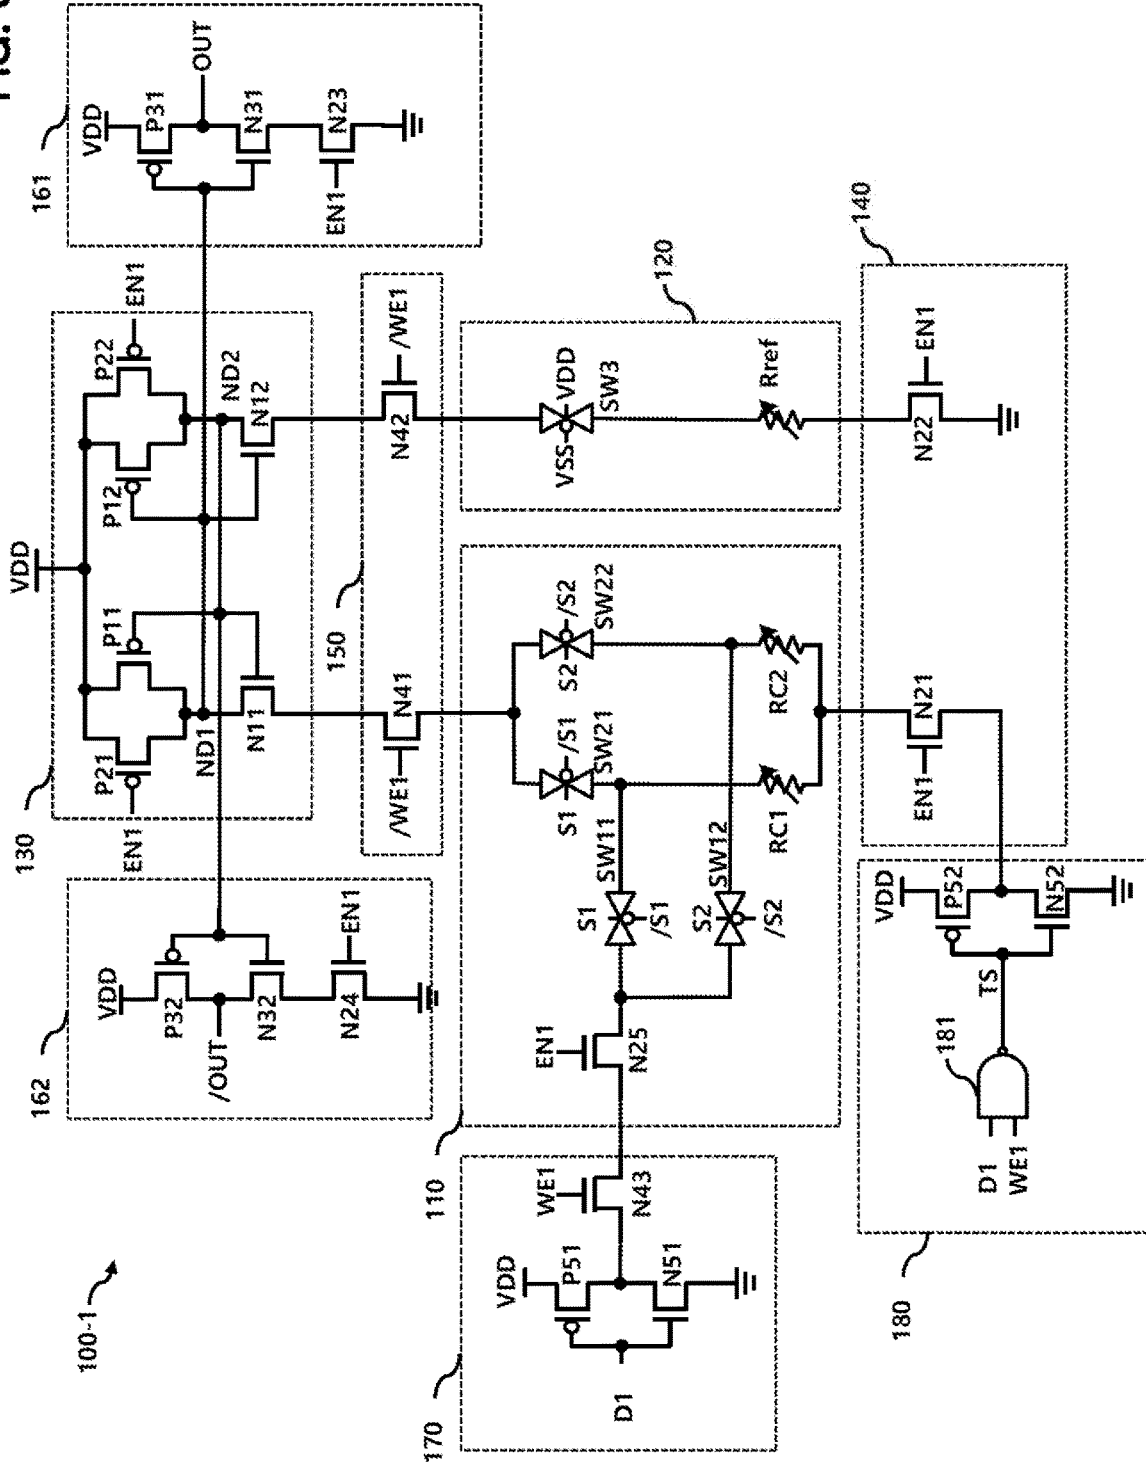 100-1
162
VDD
P32
/OUT
N32
N24
EN1
130
VDD
P21
EN1
P11
P12
P22
EN1
ND1
ND2
N11
N12
161
VDD
P31
OUT
N31
N23
EN1
150
/WE1
N41
N42
/WE1
170
VDD
P51
D1
N51
WE1
N43
110
EN1
N25
S1
/S1
SW11
S2
/S2
SW12
S1
/S1
SW21
S2
/S2
SW22
RC1
RC2
120
VSS
VDD
SW3
Rref
180
D1
WE1
181
TS
VDD
P52
N52
140
EN1
N21
N22
EN1